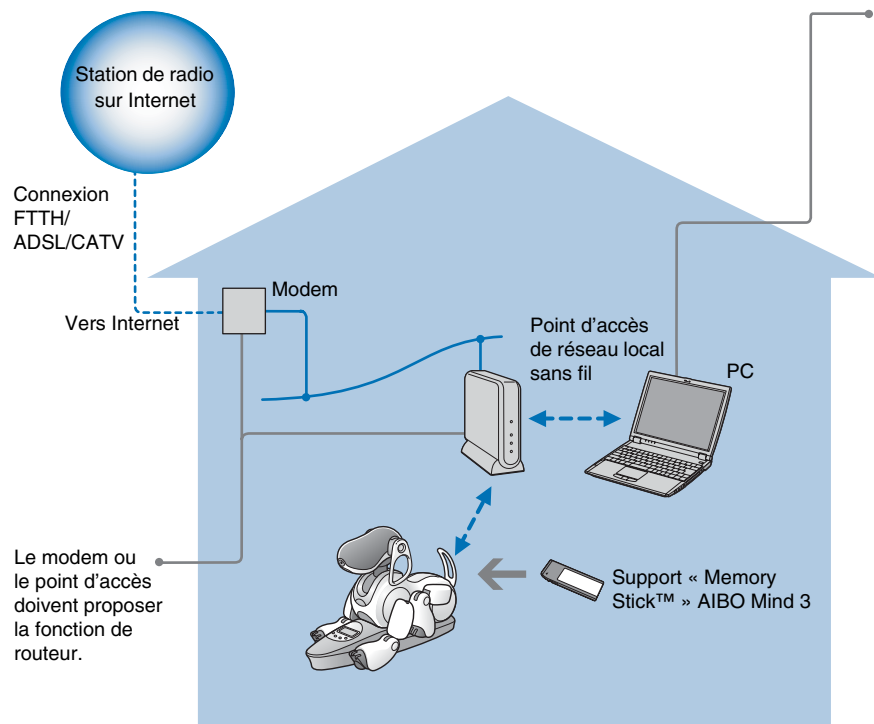 Station de radio
sur Internet
Connexion
FTTH/
ADSL/CATV
Modem
Vers Internet
Point d'accès
de réseau local
sans fil
PC
Le modem ou
le point d'accès
doivent proposer
la fonction de
routeur.
Support « Memory
Stick™ » AIBO Mind 3